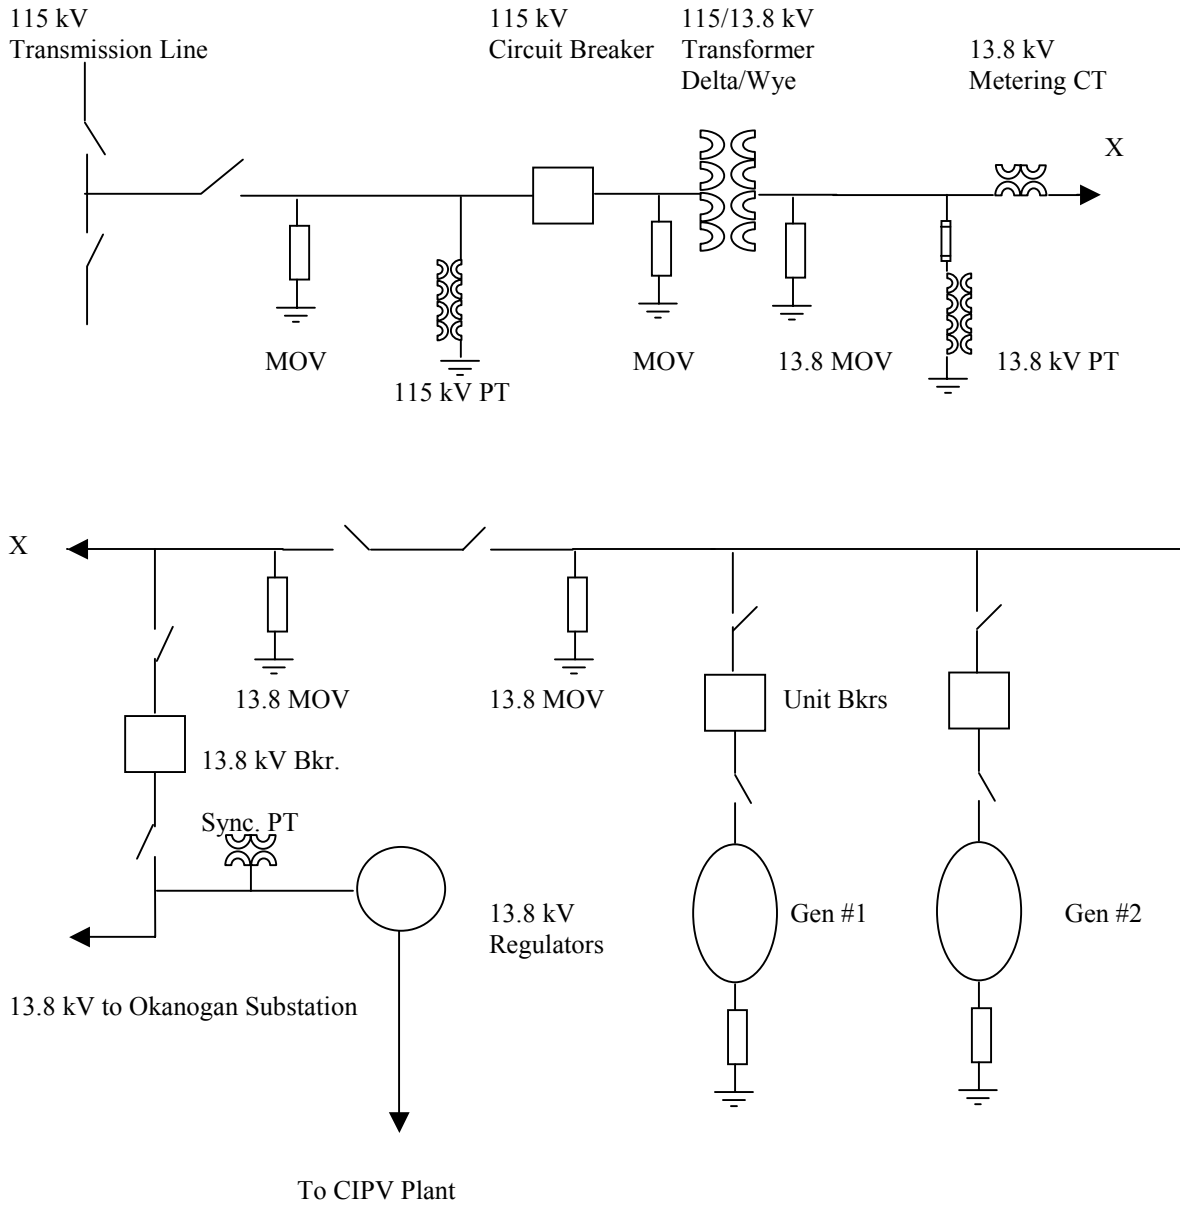 115 kV
Transmission Line
115 kV
Circuit Breaker
115/13.8 kV
Transformer
Delta/Wye
13.8 kV
Metering CT
X
MOV
115 kV PT
MOV
13.8 MOV
13.8 kV PT
X
13.8 MOV
13.8 MOV
Unit Bkrs
13.8 kV Bkr.
Sync. PT
13.8 kV
Regulators
Gen #1
Gen #2
13.8 kV to Okanogan Substation
To CIPV Plant